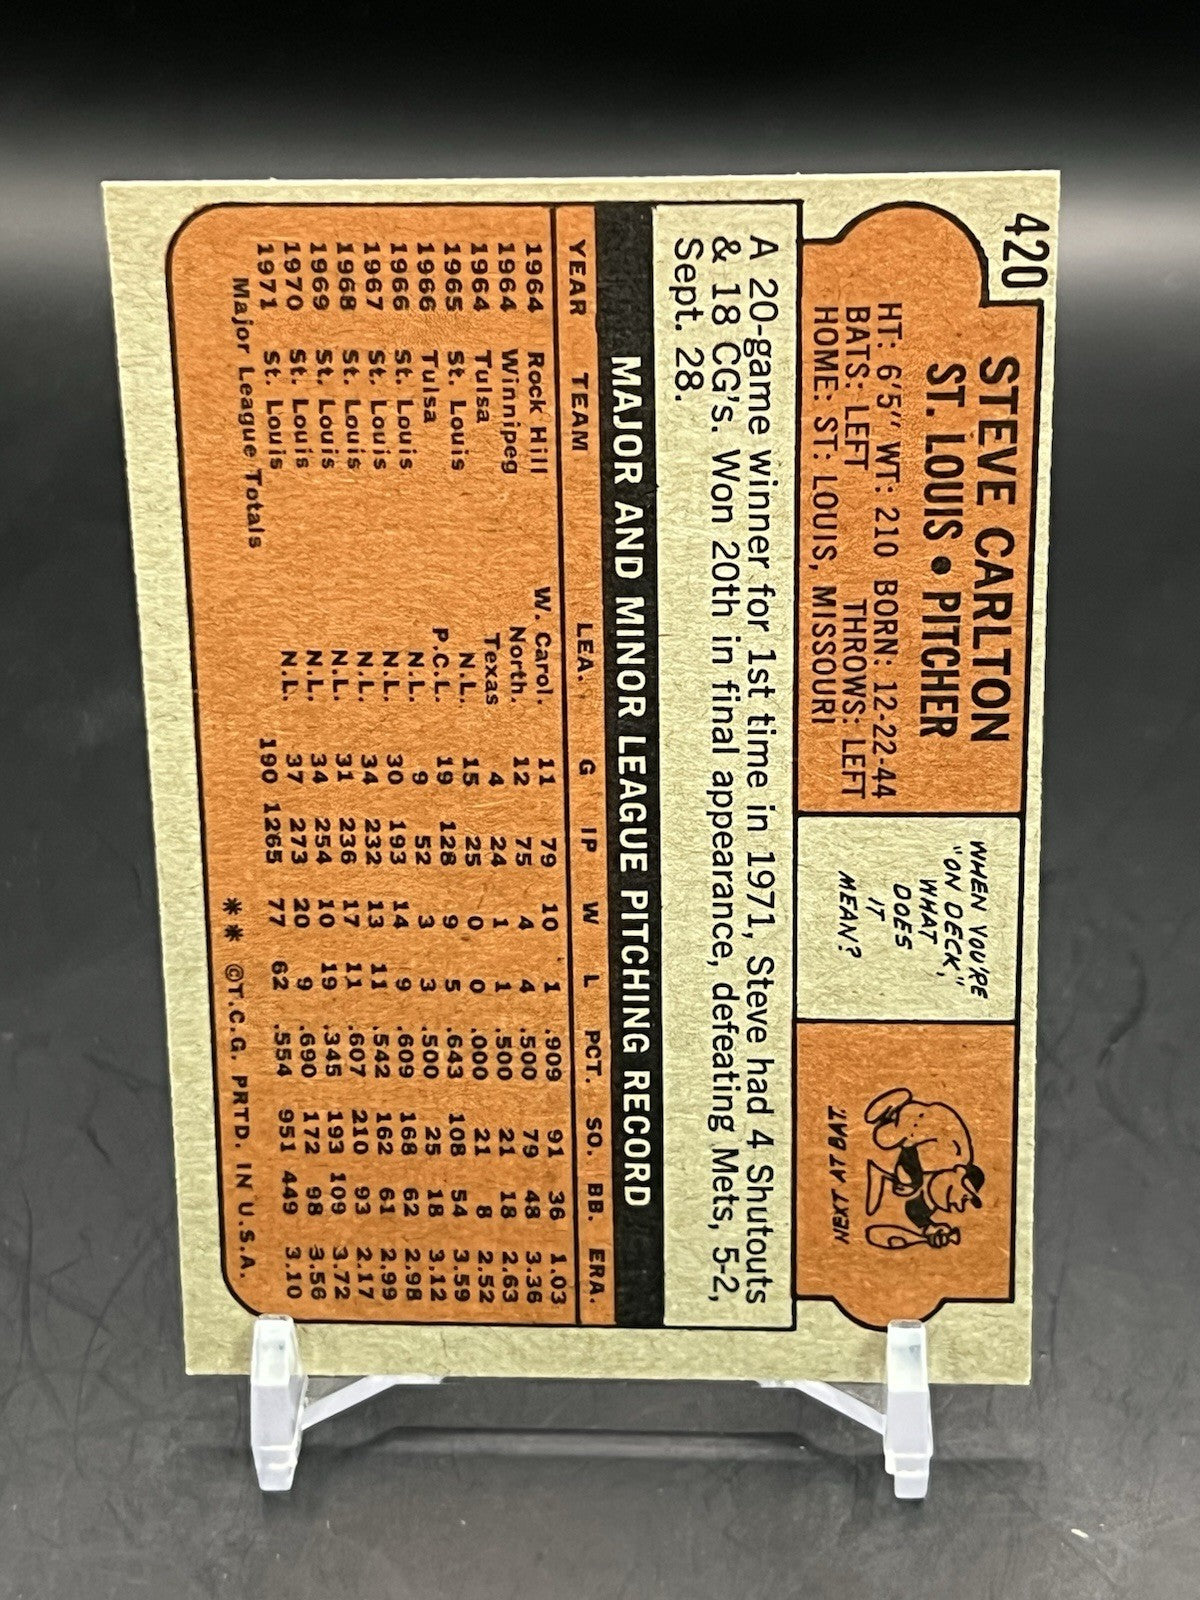 420
STEVE CARLTON
ST. LOUIS • PITCHER
HT: 6'5" WT: 210 BORN: 12-22-44
BATS: LEFT THROWS: LEFT
HOME: ST. LOUIS, MISSOURI
WHEN YOU'RE
"ON DECK,"
WHAT
DOES
IT
MEAN?
NEXT AT BAT.
A 20-game winner for 1st time in 1971, Steve had 4 Shutouts
& 18 CG's. Won 20th in final appearance, defeating Mets, 5-2,
Sept. 28.
MAJOR AND MINOR LEAGUE PITCHING RECORD
YEAR TEAM LEA. G IP W L PCT. SO. BB. ERA.
1964 Rock Hill W. Carol. 11 79 10 1 .909 91 36 1.03
1964 Winnipeg North. 12 75 4 4 .500 79 48 3.36
1964 Tulsa Texas 4 24 1 1 .500 21 18 2.63
1965 St. Louis N.L. 15 25 0 0 .000 21 8 2.52
1966 Tulsa P.C.L. 19 128 9 5 .643 108 54 3.59
1966 St. Louis N.L. 9 52 3 3 .500 25 18 3.12
1967 St. Louis N.L. 30 193 14 9 .609 168 62 2.98
1968 St. Louis N.L. 34 232 13 11 .542 162 61 2.99
1969 St. Louis N.L. 31 236 17 11 .607 210 93 2.17
1970 St. Louis N.L. 34 254 10 19 .345 193 109 3.72
1971 St. Louis N.L. 37 273 20 9 .690 172 98 3.56
Major League Totals 190 1265 77 62 .554 951 449 3.10
** ©T.C.G. PRTD. IN U.S.A.